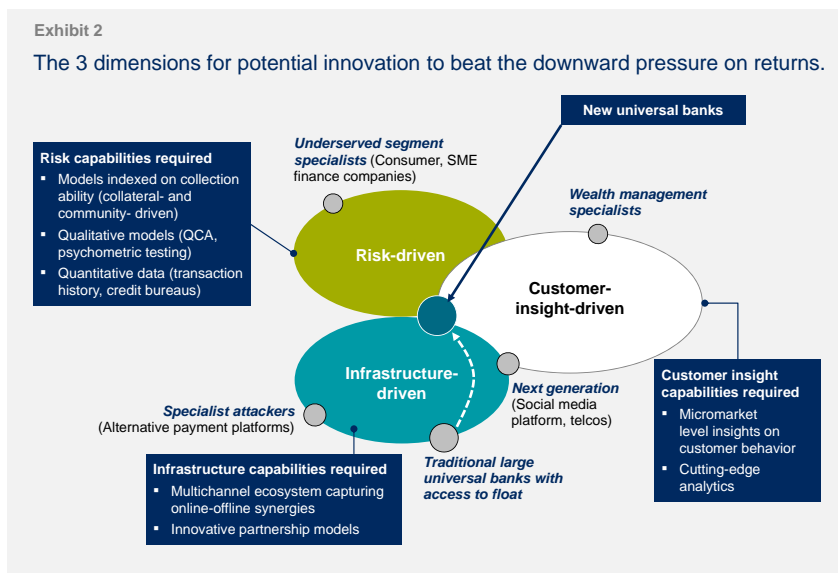 Exhibit 2
The 3 dimensions for potential innovation to beat the downward pressure on returns.
New universal banks
Risk capabilities required
▪ Models indexed on collection
ability (collateral- and
community- driven)
▪ Qualitative models (QCA,
psychometric testing)
▪ Quantitative data (transaction
history, credit bureaus)
Underserved segment
specialists (Consumer, SME
finance companies)
Wealth management
specialists
Risk-driven
Customer-
insight-driven
Infrastructure-
driven
Specialist attackers
(Alternative payment platforms)
Next generation
(Social media
platform, telcos)
Traditional large
universal banks with
access to float
Infrastructure capabilities required
▪ Multichannel ecosystem capturing
online-offline synergies
▪ Innovative partnership models
Customer insight
capabilities required
▪ Micromarket
level insights on
customer behavior
▪ Cutting-edge
analytics